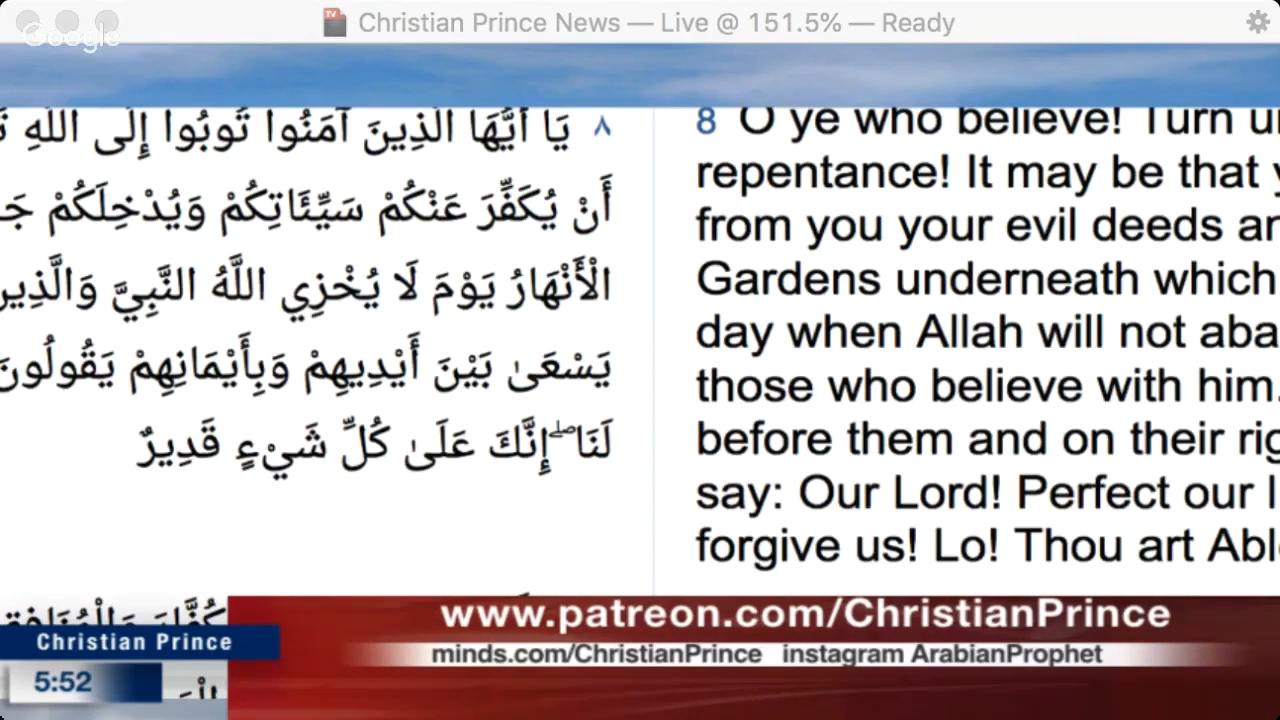 Christian Prince News — Live @ 151.5% — Ready
Google
٨ يَا أَيُّهَا الَّذِينَ آمَنُوا تُوبُوا إِلَى اللَّهِ
أَنْ يُكَفِّرَ عَنْكُمْ سَيِّئَاتِكُمْ وَيُدْخِلَكُمْ
الْأَنْهَارُ يَوْمَ لَا يُخْزِي اللَّهُ النَّبِيَّ وَالَّذِين
يَسْعَىٰ بَيْنَ أَيْدِيهِمْ وَبِأَيْمَانِهِمْ يَقُولُونَ
لَنَا ۖ إِنَّكَ عَلَىٰ كُلِّ شَيْءٍ قَدِيرٌ
8 O ye who believe! Turn
repentance! It may be that
from you your evil deeds
Gardens underneath which
day when Allah will not aba
those who believe with him.
before them and on their rig
say: Our Lord! Perfect our
forgive us! Lo! Thou art Abl
www.patreon.com/ChristianPrince
Christian Prince
minds.com/ChristianPrince instagram ArabianProphet
5:52